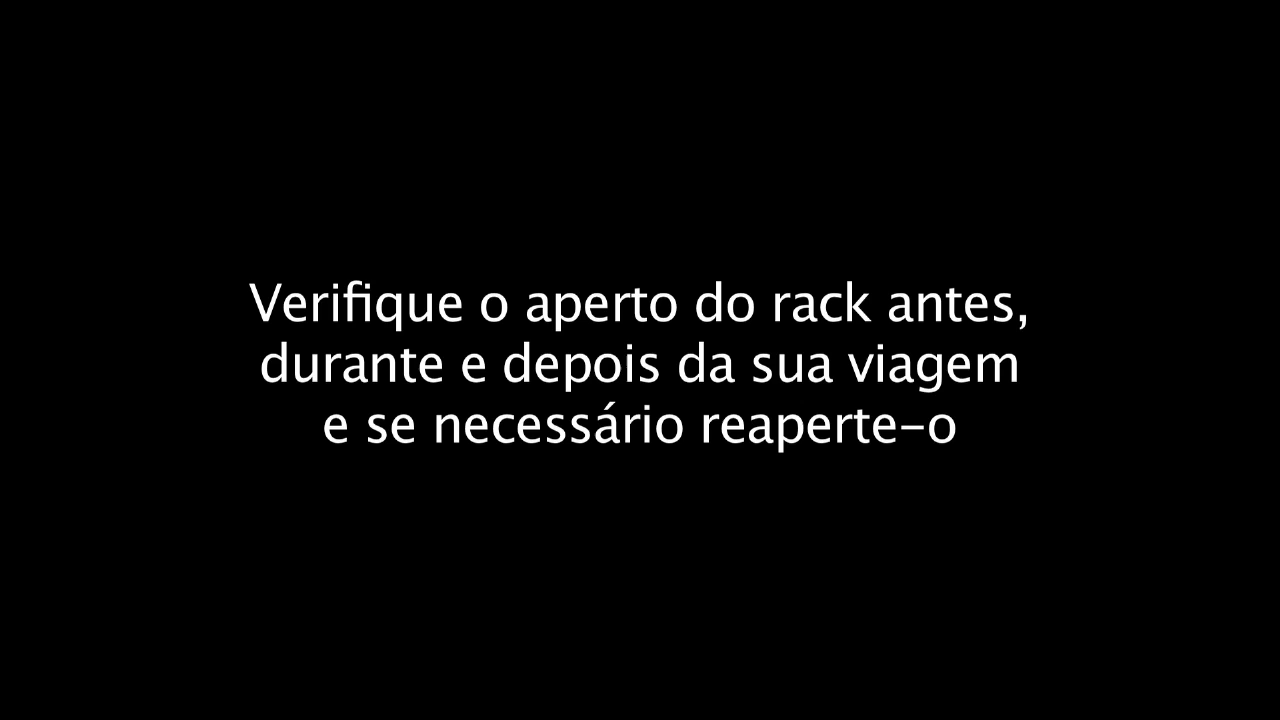 Verifique o aperto do rack antes,
durante e depois da sua viagem
e se necessário reaperte-o